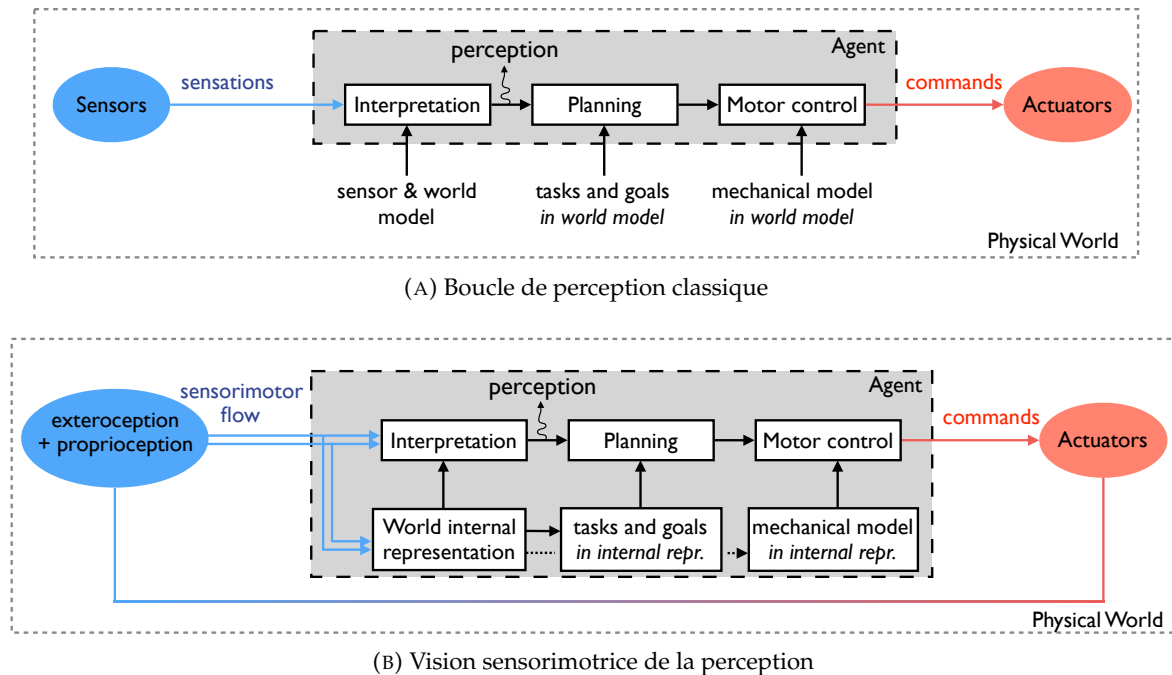 Agent
perception
sensations
commands
Sensors
Interpretation
Planning
Motor control
Actuators
sensor & world
model
tasks and goals
in world model
mechanical model
in world model
Physical World
(A) Boucle de perception classique
sensorimotor
flow
perception
Agent
commands
exteroception
+ proprioception
Interpretation
Planning
Motor control
Actuators
World internal
representation
tasks and goals
in internal repr.
mechanical model
in internal repr.
Physical World
(B) Vision sensorimotrice de la perception